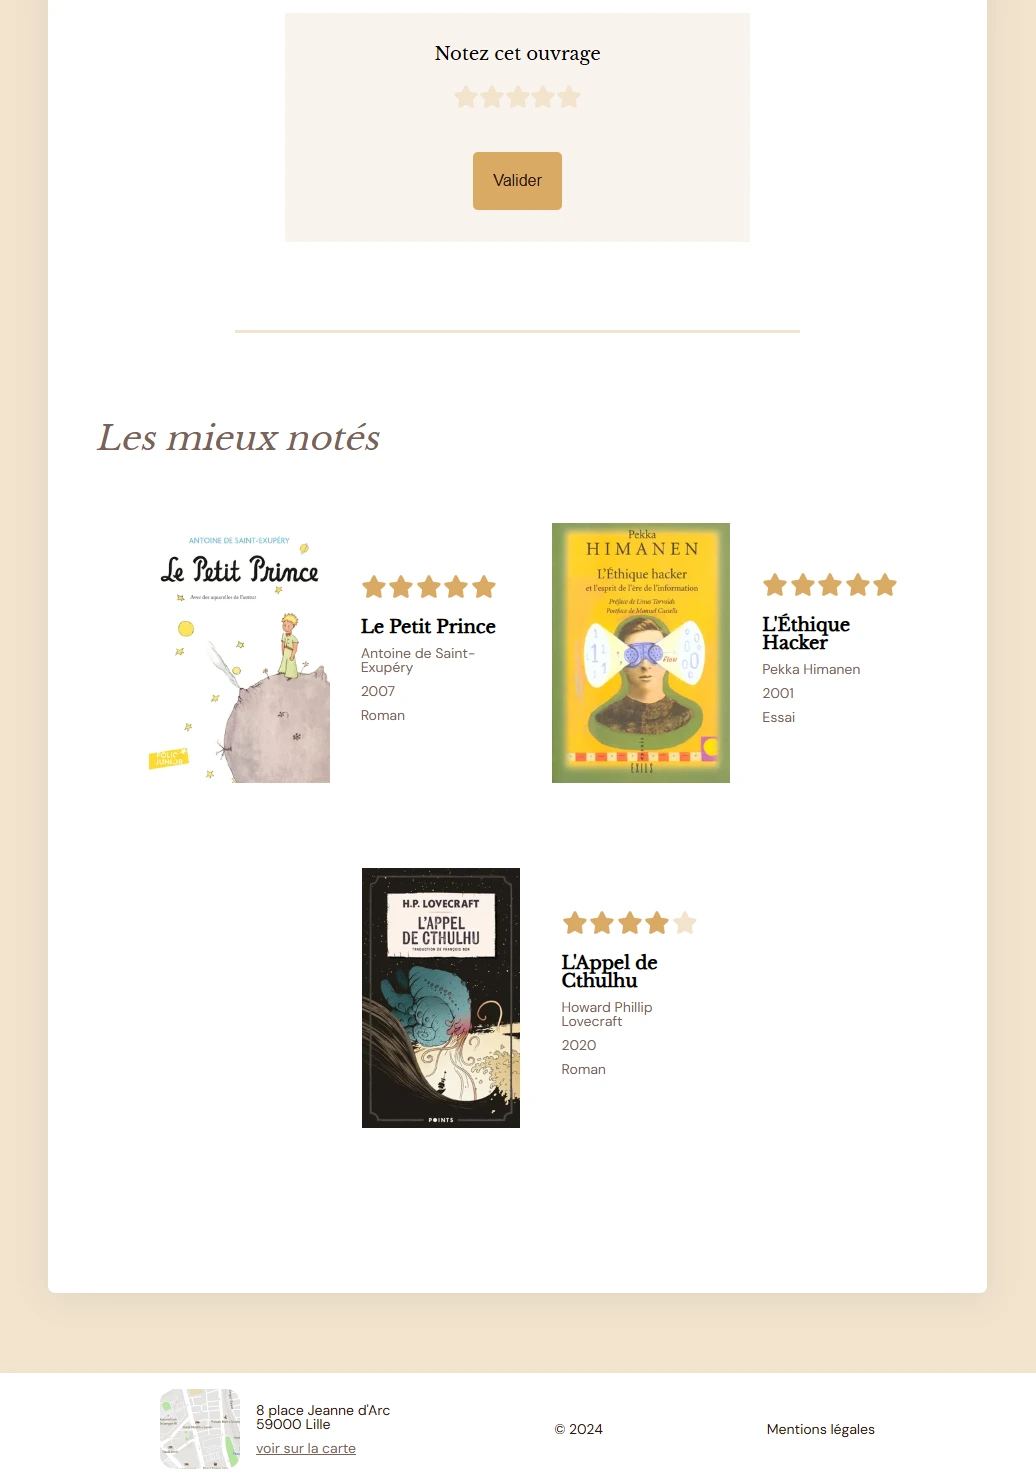 Notez cet ouvrage
Valider
Les mieux notés
ANTOINE DE SAINT-EXUPÉRY
Le Petit Prince
Avec des aquarelles de l'auteur
FOLIO
JUNIOR
Le Petit Prince
Antoine de Saint-
Exupéry
2007
Roman
Pekka
HIMANEN
L'Éthique hacker
et l'esprit de l'ère de l'information
Préface de Linus Torvalds
Postface de Manuel Castells
Flow
EXILS
L'Éthique
Hacker
Pekka Himanen
2001
Essai
H.P. LOVECRAFT
L'APPEL
DE CTHULHU
TRADUCTION DE FRANÇOIS BON
POINTS
L'Appel de
Cthulhu
Howard Phillip
Lovecraft
2020
Roman
8 place Jeanne d'Arc
59000 Lille
voir sur la carte
© 2024
Mentions légales